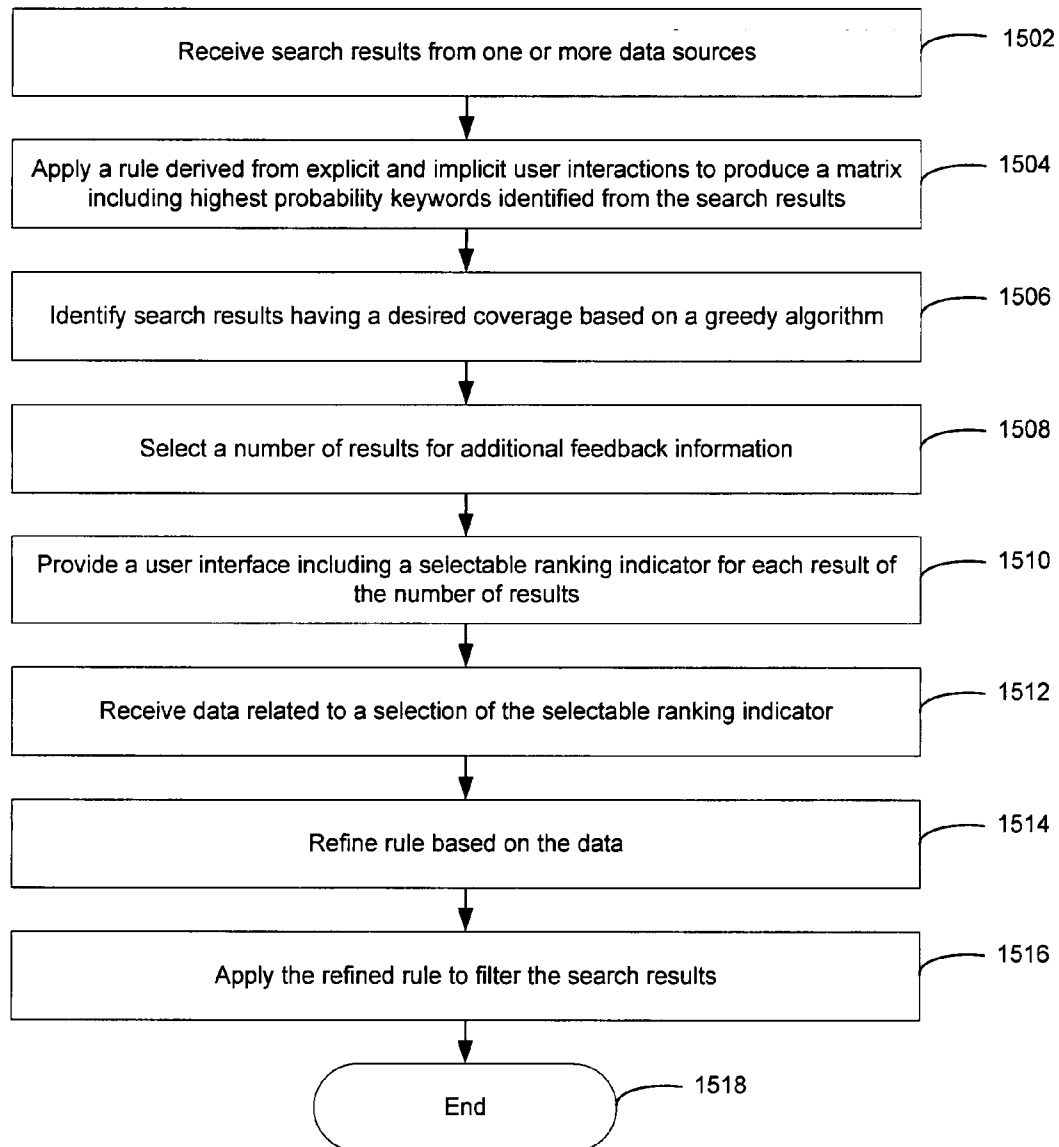 Receive search results from one or more data sources
1502
Apply a rule derived from explicit and implicit user interactions to produce a matrix
including highest probability keywords identified from the search results
1504
Identify search results having a desired coverage based on a greedy algorithm
1506
Select a number of results for additional feedback information
1508
Provide a user interface including a selectable ranking indicator for each result of
the number of results
1510
Receive data related to a selection of the selectable ranking indicator
1512
Refine rule based on the data
1514
Apply the refined rule to filter the search results
1516
End
1518